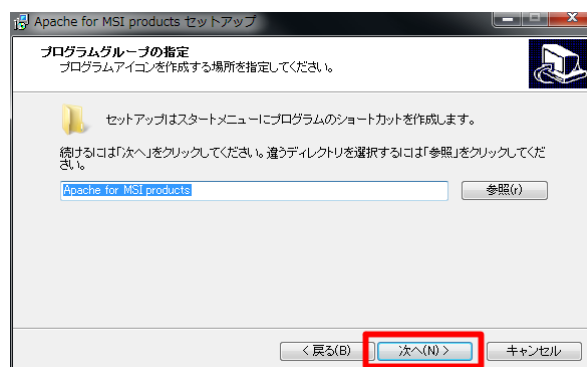 Apache for MSI products セットアップ
プログラムグループの指定
プログラムアイコンを作成する場所を指定してください。
セットアップはスタートメニューにプログラムのショートカットを作成します。
続けるには「次へ」をクリックしてください。違うディレクトリを選択するには「参照」をクリックしてくだ
さい。
Apache for MSI products
参照(r)
< 戻る(B)
次へ(N) >
キャンセル